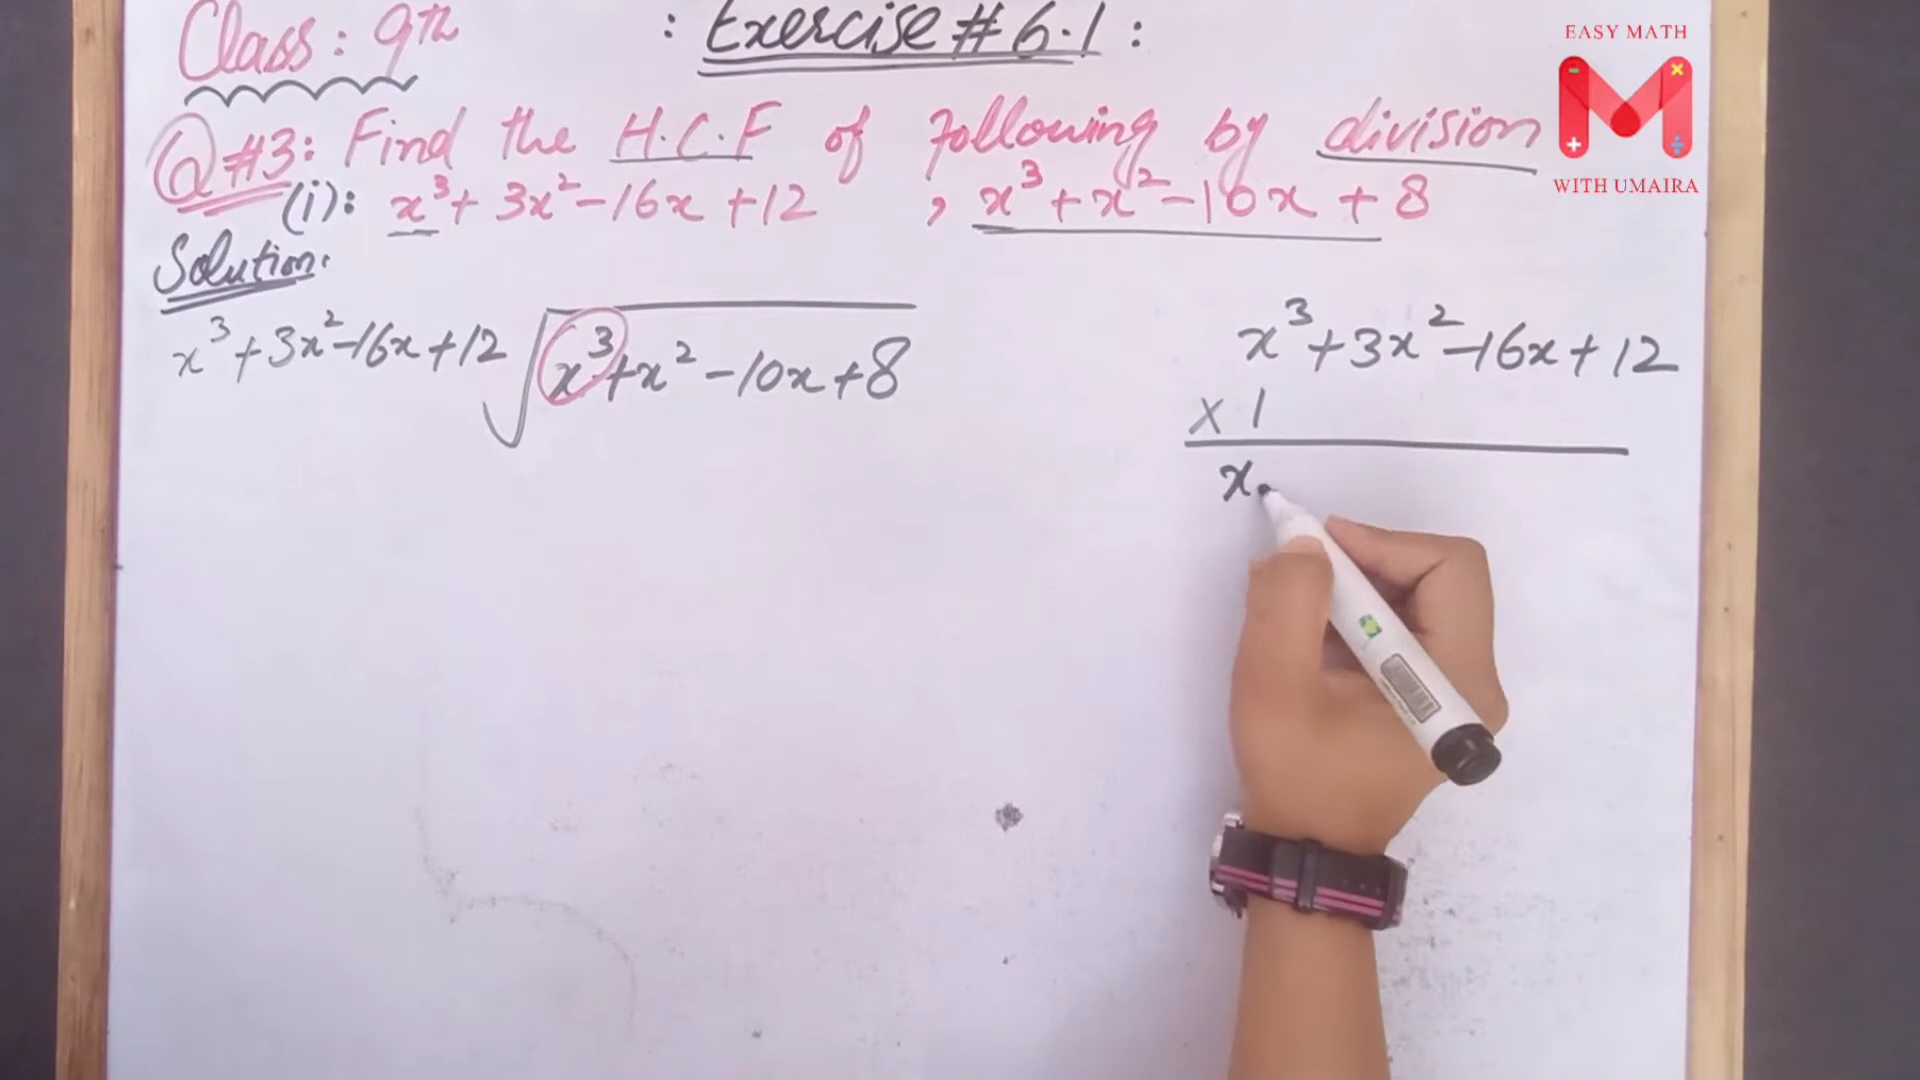 Class: 9th : Exercise # 6.1 :
EASY MATH
WITH UMAIRA
Q#3: Find the H.C.F of following by division
(i): x³+ 3x²-16x +12 , x³+x²-10x + 8
Solution:
x³+3x²-16x+12 x³+x²-10x+8
x³+3x²-16x+12
x 1
x